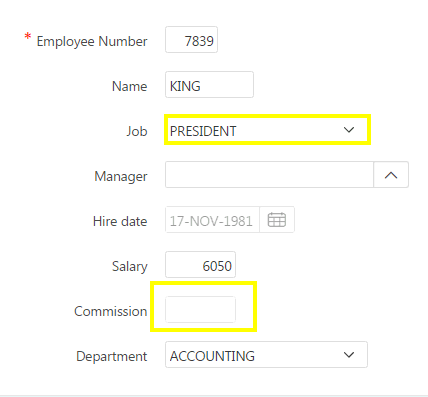 * Employee Number 7839
Name KING
Job PRESIDENT
Manager
Hire date 17-NOV-1981
Salary 6050
Commission
Department ACCOUNTING